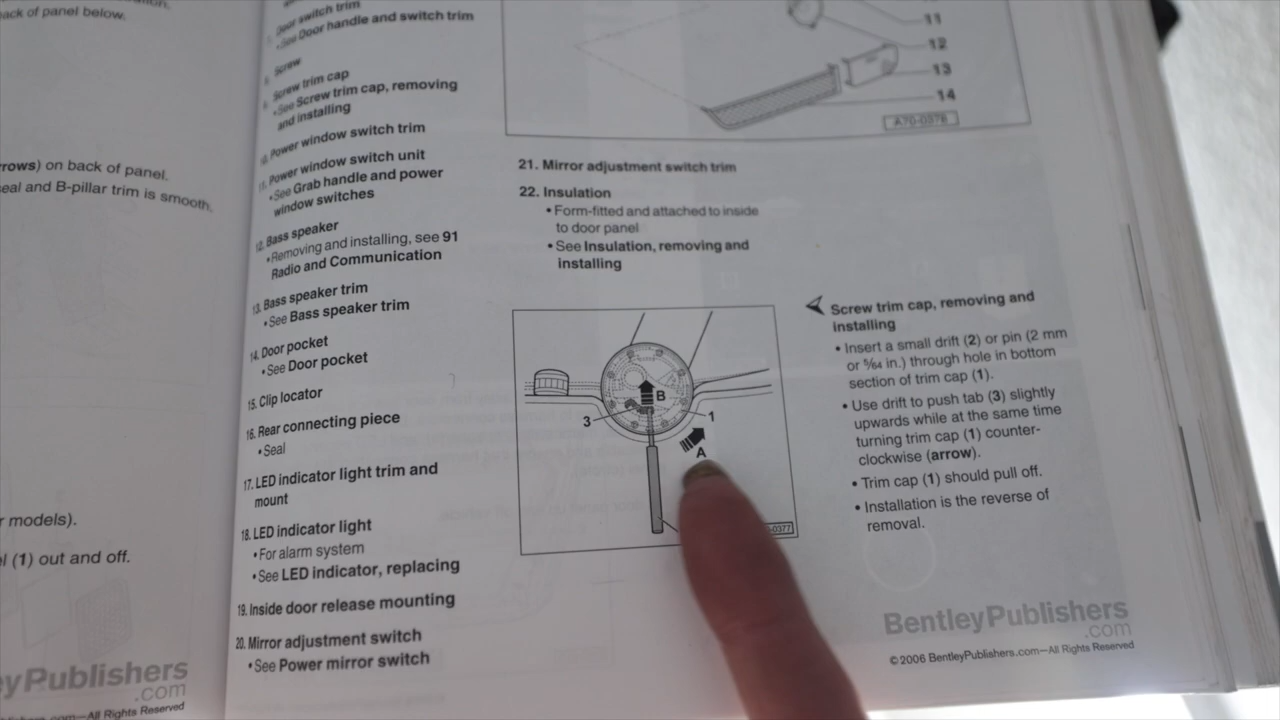 ack of panel below.
rows) on back of panel.
eal and B-pillar trim is smooth.
r models).
l (1) out and off.
eyPublishers
.com
.com—All Rights Reserved
Door switch trim
•See Door handle and switch trim
Screw
Screw trim cap
•See Screw trim cap, removing
and installing
10. Power window switch trim
11. Power window switch unit
•See Grab handle and power
window switches
12. Bass speaker
•Removing and installing, see 91
Radio and Communication
13. Bass speaker trim
•See Bass speaker trim
14. Door pocket
•See Door pocket
15. Clip locator
16. Rear connecting piece
•Seal
17. LED indicator light trim and
mount
18. LED indicator light
•For alarm system
•See LED indicator, replacing
19. Inside door release mounting
20. Mirror adjustment switch
•See Power mirror switch
11
12
13
14
A70-0378
21. Mirror adjustment switch trim
22. Insulation
• Form-fitted and attached to inside
to door panel
• See Insulation, removing and
installing
B
3
1
A
0377
Screw trim cap, removing and
installing
• Insert a small drift (2) or pin (2 mm
or 5/64 in.) through hole in bottom
section of trim cap (1).
• Use drift to push tab (3) slightly
upwards while at the same time
turning trim cap (1) counter-
clockwise (arrow).
• Trim cap (1) should pull off.
• Installation is the reverse of
removal.
BentleyPublishers
.com
© 2006 BentleyPublishers.com—All Rights Reserved